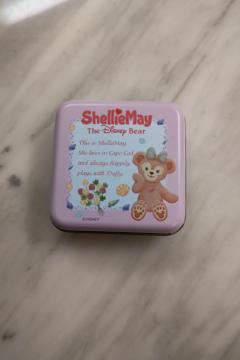 ShellieMay
The Disney Bear
This is ShellieMay.
She lives in Cape Cod
and always happily
plays with Duffy.
©DISNEY